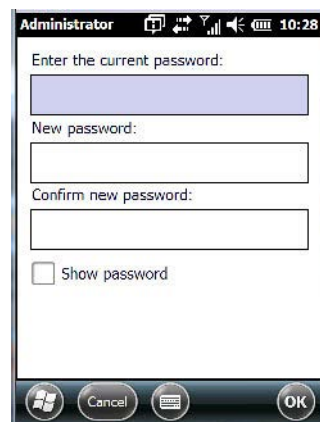 Administrator 10:28
Enter the current password:
New password:
Confirm new password:
Show password
Cancel OK